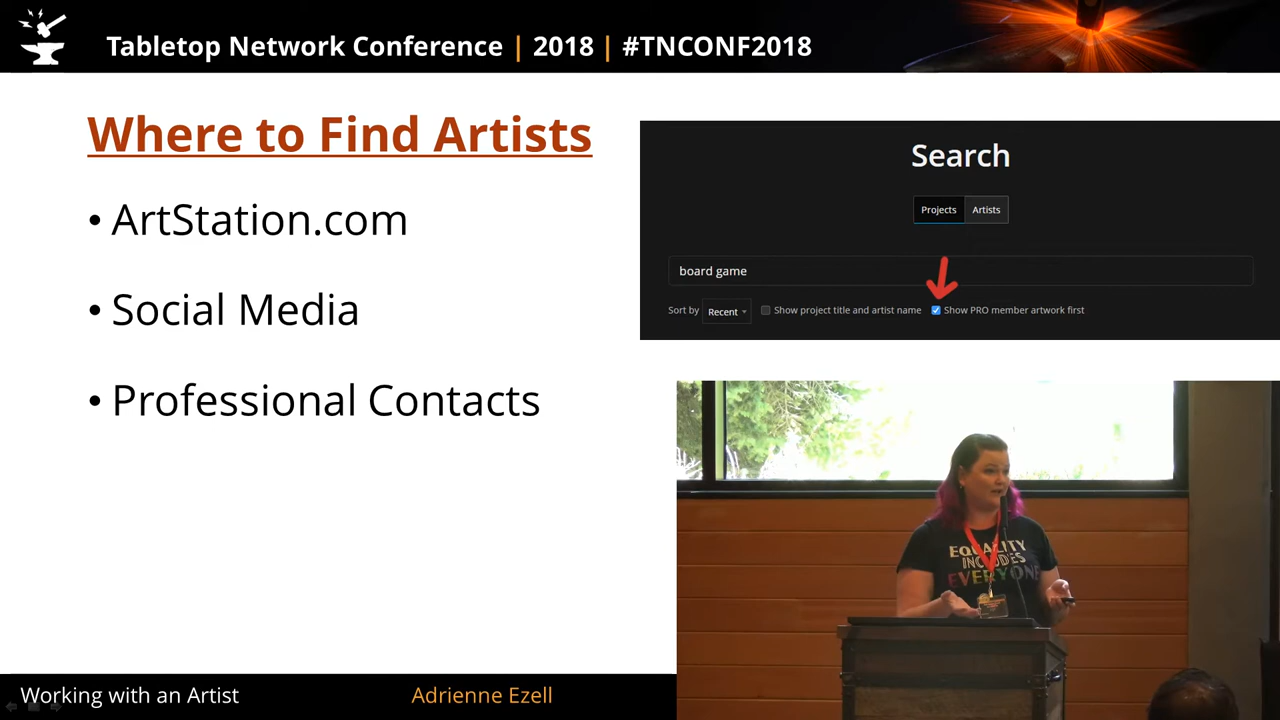 Tabletop Network Conference | 2018 | #TNCONF2018
Where to Find Artists
• ArtStation.com
• Social Media
• Professional Contacts
Search
Projects Artists
board game
Sort by Recent Show project title and artist name Show PRO member artwork first
EQUALITY
INCLUDES
EVERYONE
Working with an Artist Adrienne Ezell